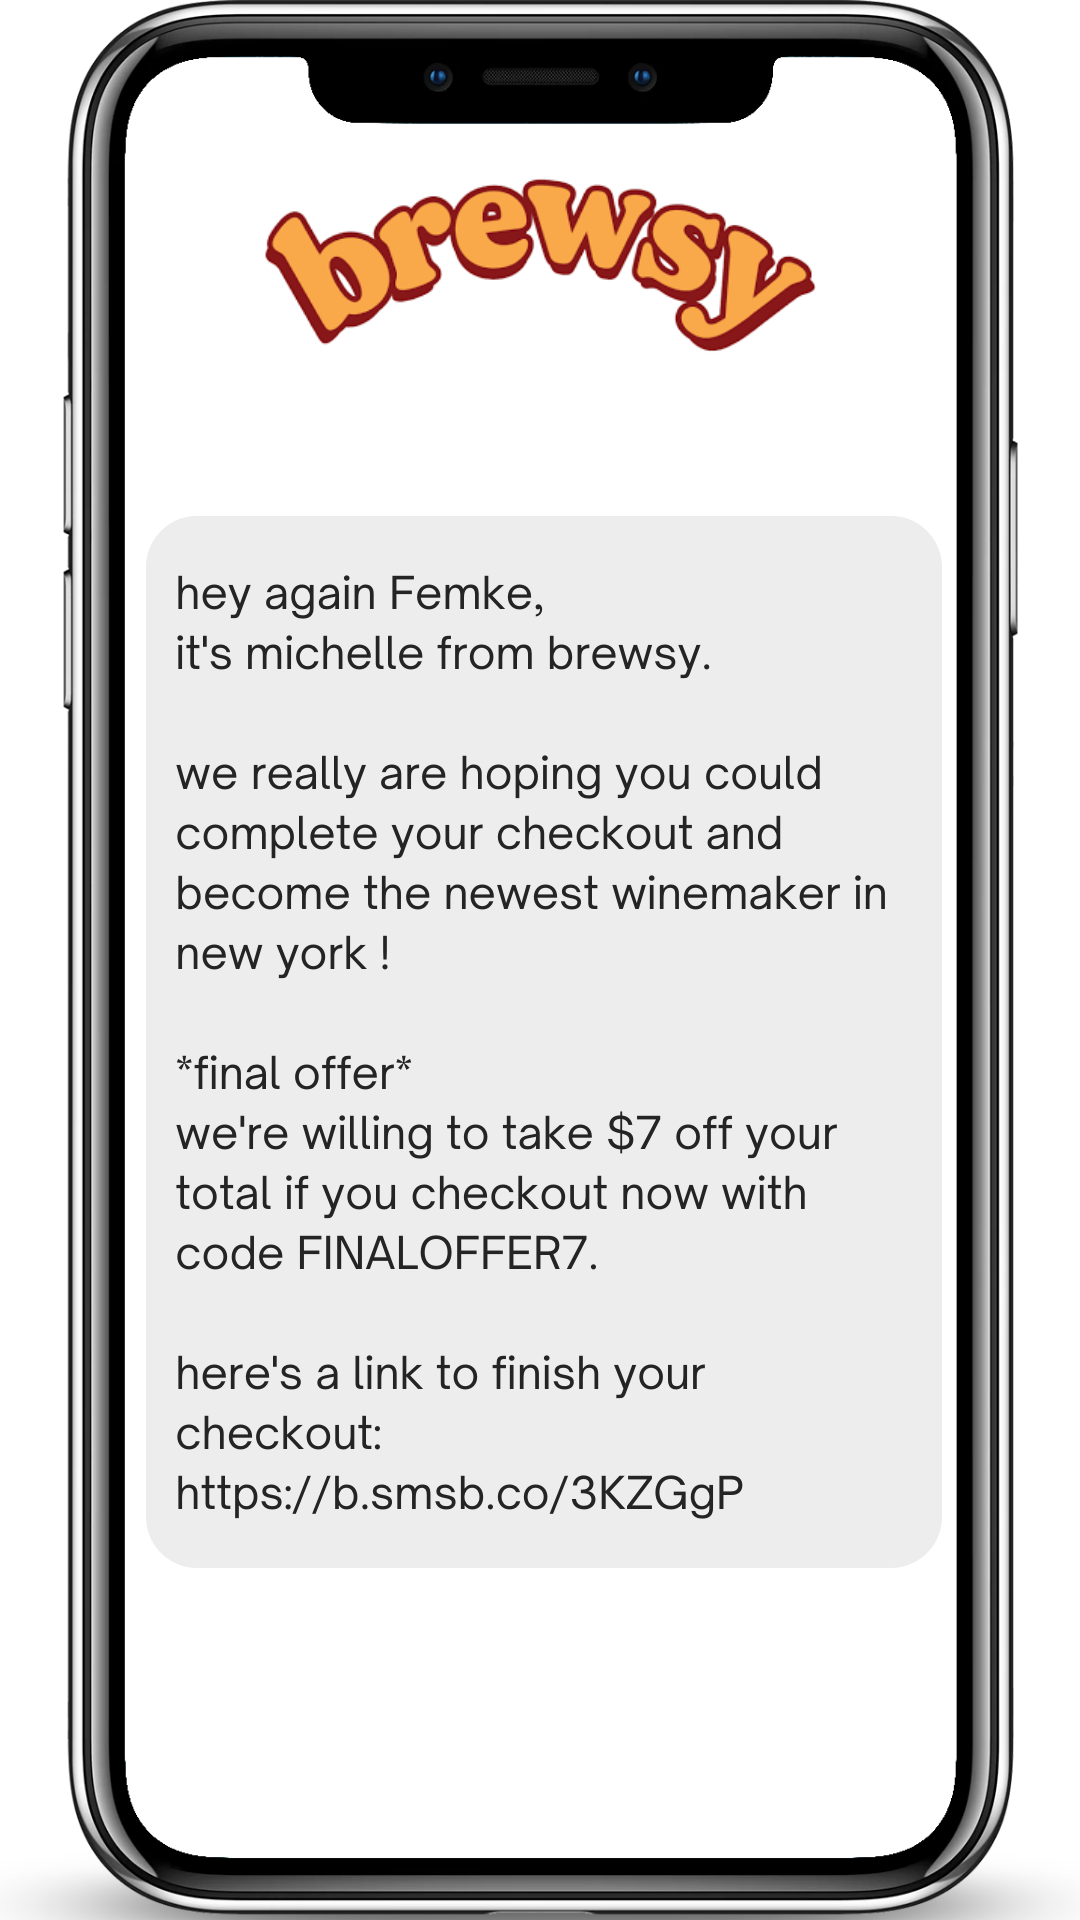 brewsy
hey again Femke,
it's michelle from brewsy.
we really are hoping you could
complete your checkout and
become the newest winemaker in
new york !
*final offer*
we're willing to take $7 off your
total if you checkout now with
code FINALOFFER7.
here's a link to finish your
checkout:
https://b.smsb.co/3KZGgP